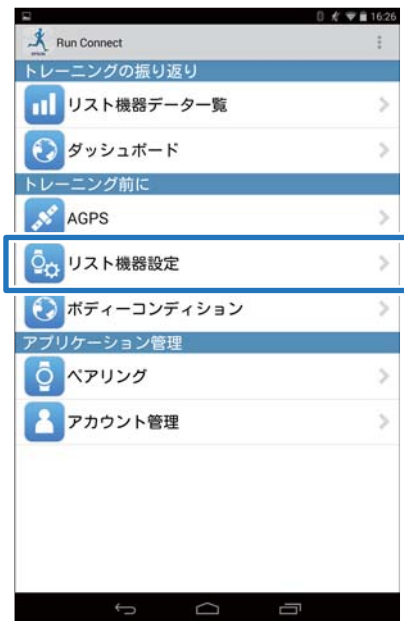 16:26
Run Connect
トレーニングの振り返り
リスト機器データ一覧
ダッシュボード
トレーニング前に
AGPS
リスト機器設定
ボディーコンディション
アプリケーション管理
ペアリング
アカウント管理